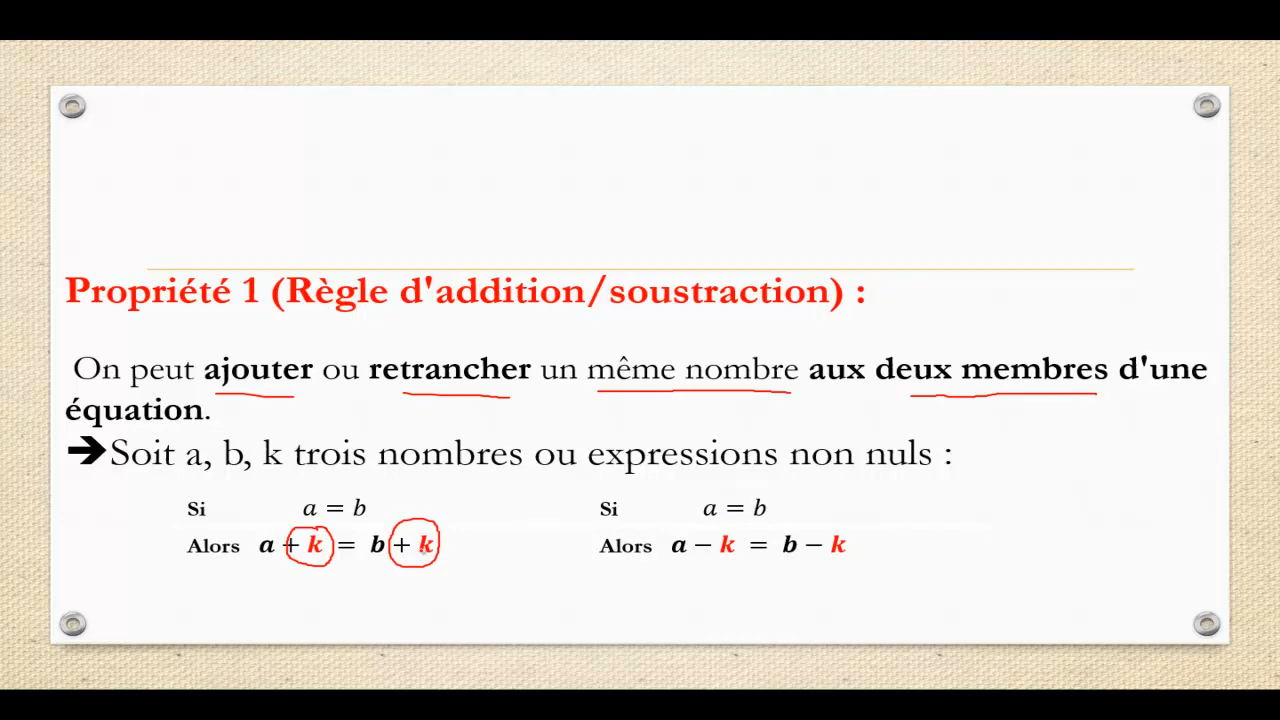 Propriété 1 (Règle d'addition/soustraction) :
On peut ajouter ou retrancher un même nombre aux deux membres d'une
équation.
➔Soit a, b, k trois nombres ou expressions non nuls :
Si a = b Si a = b
Alors a + k = b + k Alors a − k = b − k